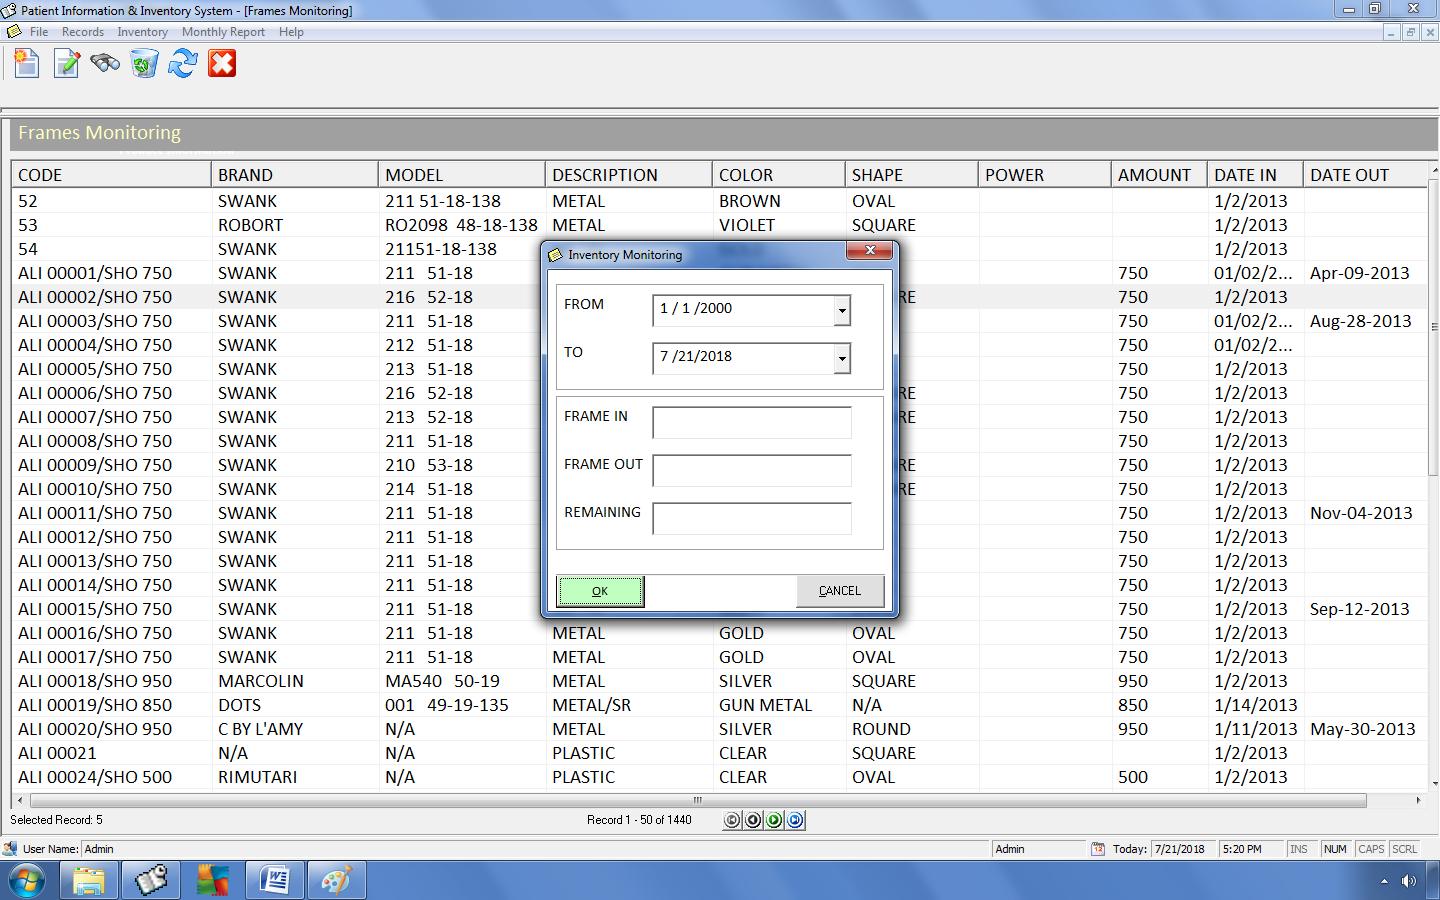 Patient Information & Inventory System - [Frames Monitoring]
File Records Inventory Monthly Report Help
Frames Monitoring
CODE BRAND MODEL DESCRIPTION COLOR SHAPE POWER AMOUNT DATE IN DATE OUT
52 SWANK 211 51-18-138 METAL BROWN OVAL 1/2/2013
53 ROBORT RO2098 48-18-138 METAL VIOLET SQUARE 1/2/2013
54 SWANK 21151-18-138 1/2/2013
ALI 00001/SHO 750 SWANK 211 51-18 750 01/02/2... Apr-09-2013
ALI 00002/SHO 750 SWANK 216 52-18 RE 750 1/2/2013
ALI 00003/SHO 750 SWANK 211 51-18 750 01/02/2... Aug-28-2013
ALI 00004/SHO 750 SWANK 212 51-18 750 01/02/2...
ALI 00005/SHO 750 SWANK 213 51-18 750 1/2/2013
ALI 00006/SHO 750 SWANK 216 52-18 RE 750 1/2/2013
ALI 00007/SHO 750 SWANK 213 52-18 RE 750 1/2/2013
ALI 00008/SHO 750 SWANK 211 51-18 750 1/2/2013
ALI 00009/SHO 750 SWANK 210 53-18 RE 750 1/2/2013
ALI 00010/SHO 750 SWANK 214 51-18 RE 750 1/2/2013
ALI 00011/SHO 750 SWANK 211 51-18 750 1/2/2013 Nov-04-2013
ALI 00012/SHO 750 SWANK 211 51-18 750 1/2/2013
ALI 00013/SHO 750 SWANK 211 51-18 750 1/2/2013
ALI 00014/SHO 750 SWANK 211 51-18 750 1/2/2013
ALI 00015/SHO 750 SWANK 211 51-18 750 1/2/2013 Sep-12-2013
ALI 00016/SHO 750 SWANK 211 51-18 METAL GOLD OVAL 750 1/2/2013
ALI 00017/SHO 750 SWANK 211 51-18 METAL GOLD OVAL 750 1/2/2013
ALI 00018/SHO 950 MARCOLIN MA540 50-19 METAL SILVER SQUARE 950 1/2/2013
ALI 00019/SHO 850 DOTS 001 49-19-135 METAL/SR GUN METAL N/A 850 1/14/2013
ALI 00020/SHO 950 C BY L'AMY N/A METAL SILVER ROUND 950 1/11/2013 May-30-2013
ALI 00021 N/A N/A PLASTIC CLEAR SQUARE 1/2/2013
ALI 00024/SHO 500 RIMUTARI N/A PLASTIC CLEAR OVAL 500 1/2/2013
Inventory Monitoring
FROM 1 / 1 /2000
TO 7 /21/2018
FRAME IN
FRAME OUT
REMAINING
OK CANCEL
Selected Record: 5 Record 1 - 50 of 1440
User Name: Admin Admin Today: 7/21/2018 5:20 PM INS NUM CAPS SCRL